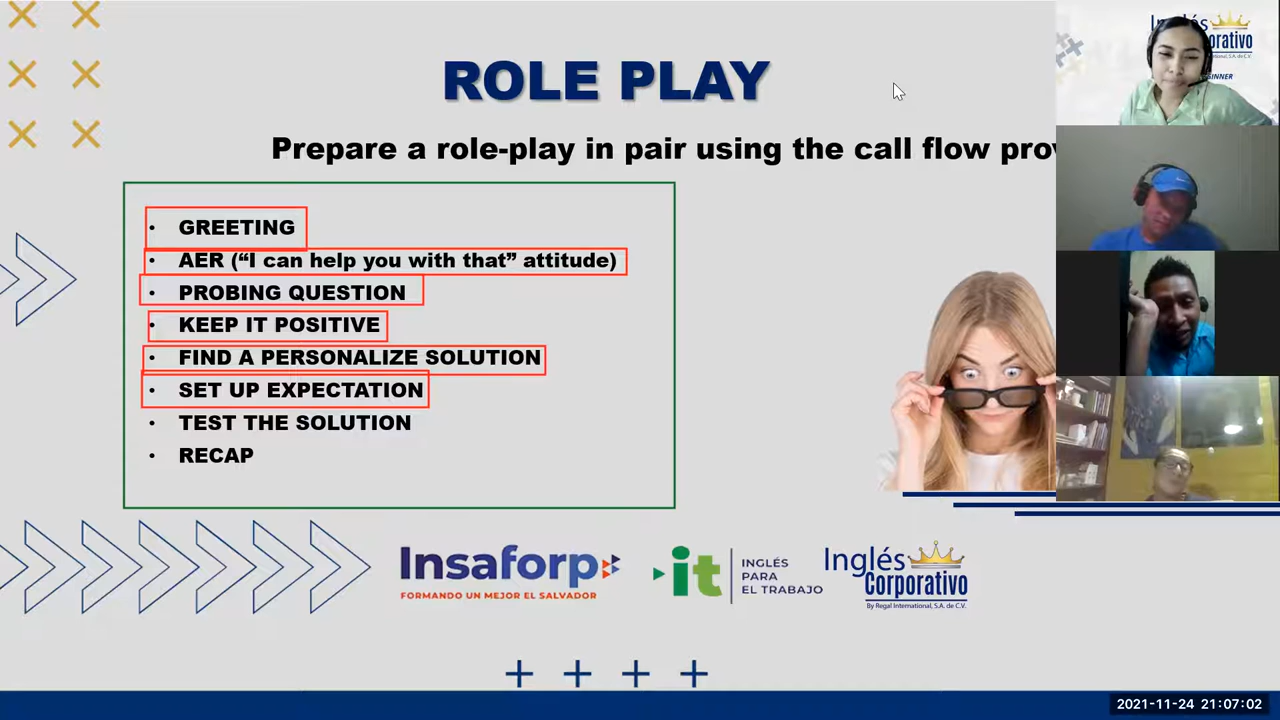 ROLE PLAY
Prepare a role-play in pair using the call flow
• GREETING
• AER (“I can help you with that” attitude)
• PROBING QUESTION
• KEEP IT POSITIVE
• FIND A PERSONALIZE SOLUTION
• SET UP EXPECTATION
• TEST THE SOLUTION
• RECAP
Insaforp
FORMANDO UN MEJOR EL SALVADOR
it
INGLÉS
PARA
EL TRABAJO
Inglés
Corporativo
By Regal International, S.A. de C.V.
2021-11-24 21:07:02